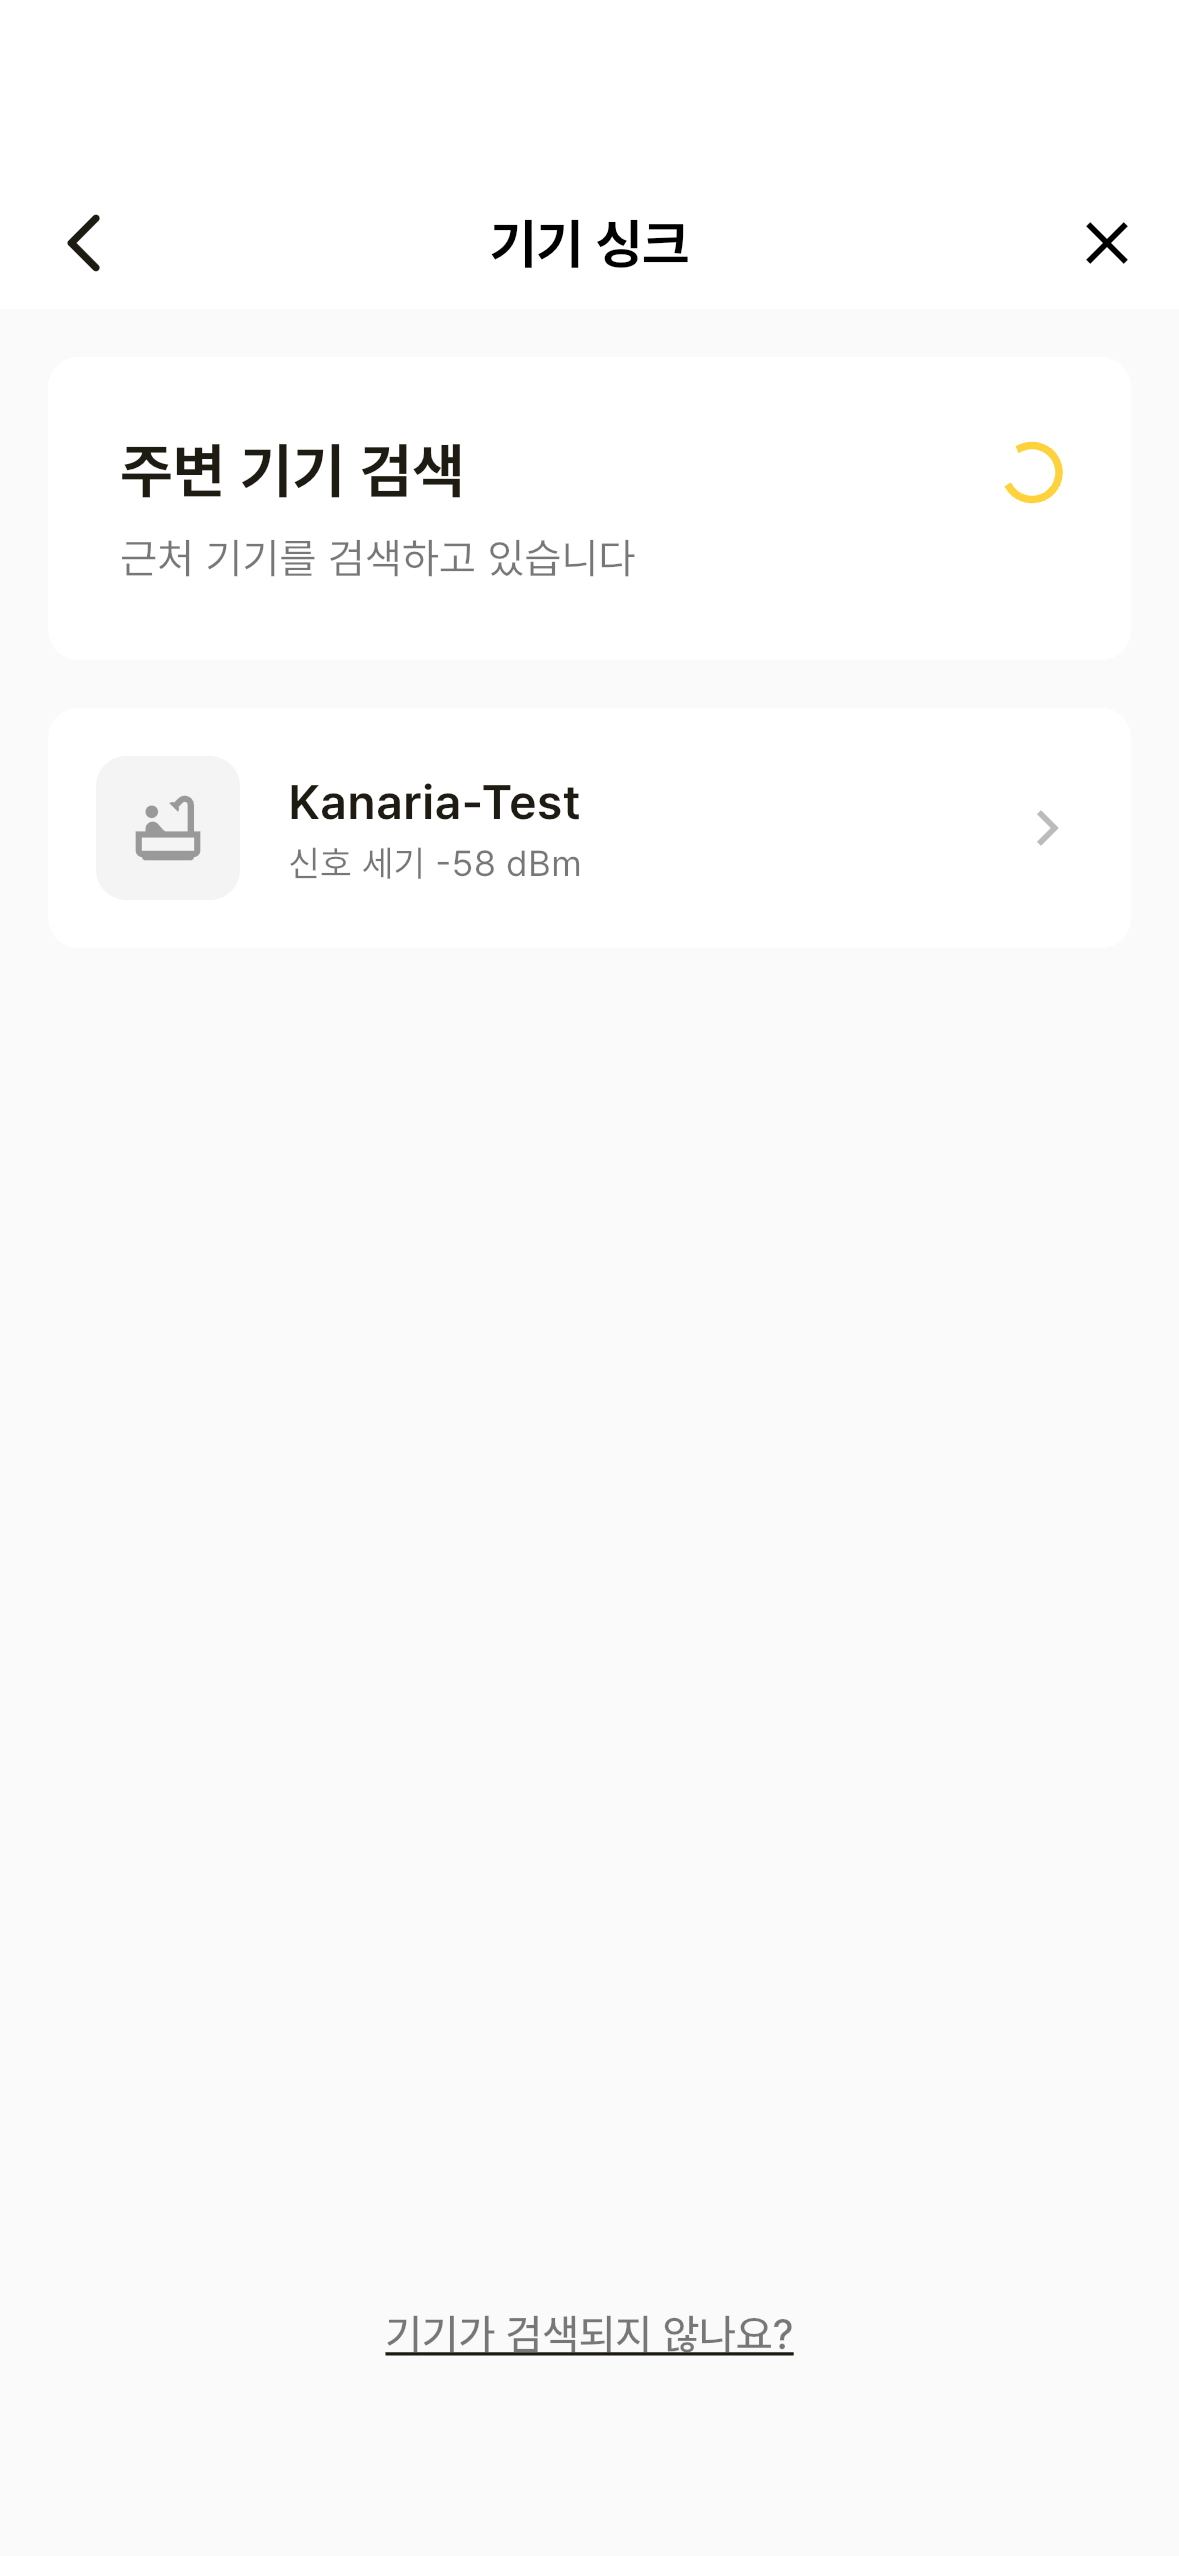 기기 싱크
주변 기기 검색
근처 기기를 검색하고 있습니다
Kanaria-Test
신호 세기 -58 dBm
기기가 검색되지 않나요?